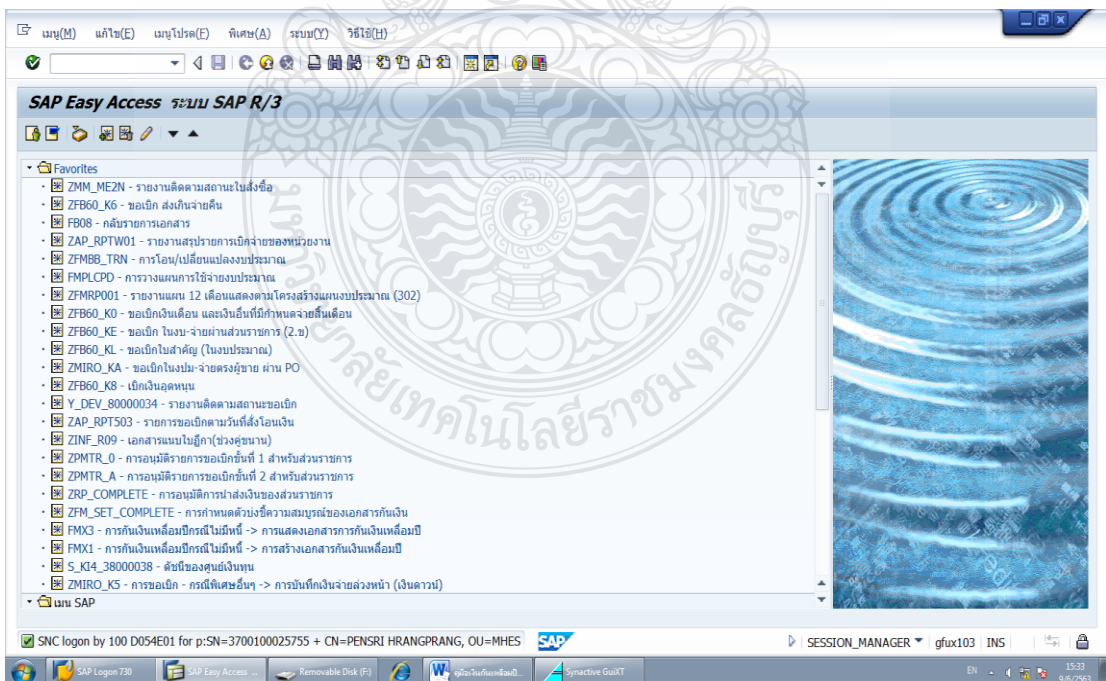 เมนู(M) แก้ไข(E) เมนูโปรด(F) พิเศษ(A) ระบบ(Y) วิธีใช้(H)
SAP Easy Access ระบบ SAP R/3
Favorites
ZMM_ME2N - รายงานติดตามสถานะใบสั่งซื้อ
ZFB60_K6 - ขอเบิก ส่งเกินจ่ายคืน
FB08 - กลับรายการเอกสาร
ZAP_RPTW01 - รายงานสรุปรายการเบิกจ่ายของหน่วยงาน
ZFMBB_TRN - การโอน/เปลี่ยนแปลงงบประมาณ
FMPLCPD - การวางแผนการใช้จ่ายงบประมาณ
ZFMRP001 - รายงานแผน 12 เดือนแสดงตามโครงสร้างแผนงบประมาณ (302)
ZFB60_K0 - ขอเบิกเงินเดือน และเงินอื่นที่มีกำหนดจ่ายสิ้นเดือน
ZFB60_KE - ขอเบิก ในงบ-จ่ายผ่านส่วนราชการ (2.ข)
ZFB60_KL - ขอเบิกใบสำคัญ (ในงบประมาณ)
ZMIRO_KA - ขอเบิกในงปม-จ่ายตรงผู้ขาย ผ่าน PO
ZFB60_K8 - เบิกเงินอุดหนุน
Y_DEV_80000034 - รายงานติดตามสถานะขอเบิก
ZAP_RPT503 - รายการขอเบิกตามวันที่สั่งโอนเงิน
ZINF_R09 - เอกสารแนบใบฎีกา(ช่วงคู่ขนาน)
ZPMTR_0 - การอนุมัติรายการขอเบิกขั้นที่ 1 สำหรับส่วนราชการ
ZPMTR_A - การอนุมัติรายการขอเบิกขั้นที่ 2 สำหรับส่วนราชการ
ZRP_COMPLETE - การอนุมัติการนำส่งเงินของส่วนราชการ
ZFM_SET_COMPLETE - การกำหนดตัวบ่งชี้ความสมบูรณ์ของเอกสารกันเงิน
FMX3 - การกันเงินเหลื่อมปีกรณีไม่มีหนี้ -> การแสดงเอกสารการกันเงินเหลื่อมปี
FMX1 - การกันเงินเหลื่อมปีกรณีไม่มีหนี้ -> การสร้างเอกสารกันเงินเหลื่อมปี
S_KI4_38000038 - ดัชนีของศูนย์เงินทุน
ZMIRO_K5 - การขอเบิก - กรณีพิเศษอื่นๆ -> การบันทึกเงินจ่ายล่วงหน้า (เงินดาวน์)
เมนู SAP
มหาวิทยาลัยเทคโนโลยีราชมงคลธัญบุรี
SNC logon by 100 D054E01 for p:SN=3700100025755 + CN=PENSRI HRANGPRANG, OU=MHES SAP SESSION_MANAGER gfux103 INS
SAP Logon 730 SAP Easy Access ... Removable Disk (F:) Synactive GuiXT EN 15:33
9/6/2563